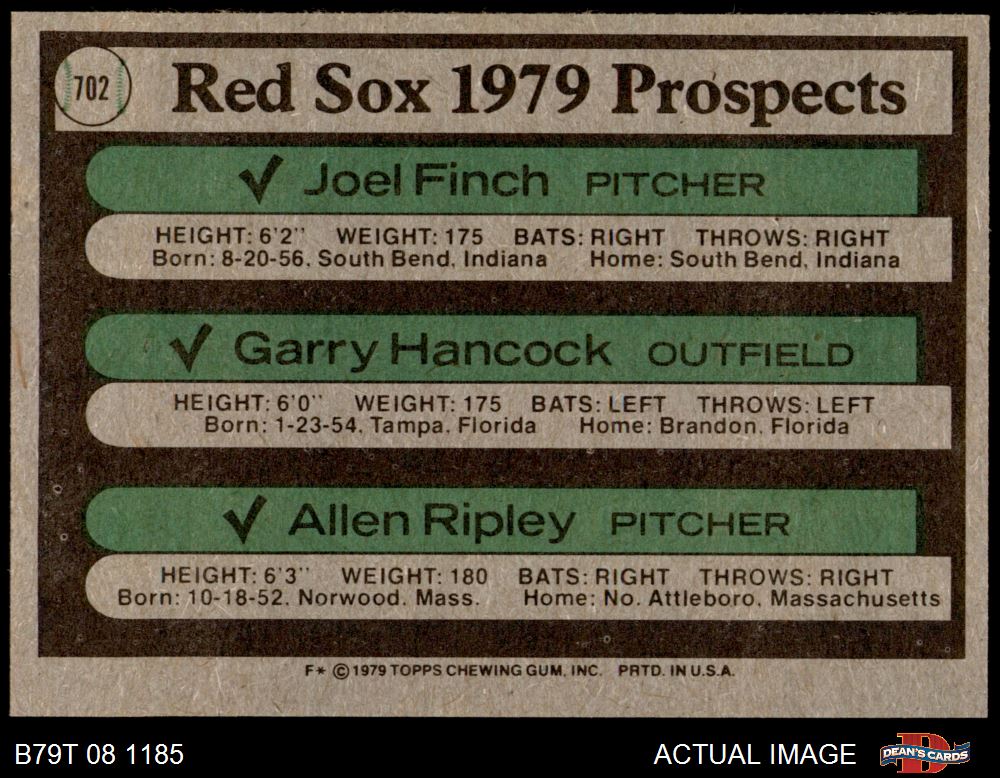 702
Red Sox 1979 Prospects
✓ Joel Finch PITCHER
HEIGHT: 6'2" WEIGHT: 175 BATS: RIGHT THROWS: RIGHT
Born: 8-20-56, South Bend, Indiana Home: South Bend, Indiana
✓ Garry Hancock OUTFIELD
HEIGHT: 6'0" WEIGHT: 175 BATS: LEFT THROWS: LEFT
Born: 1-23-54, Tampa, Florida Home: Brandon, Florida
✓ Allen Ripley PITCHER
HEIGHT: 6'3" WEIGHT: 180 BATS: RIGHT THROWS: RIGHT
Born: 10-18-52, Norwood, Mass. Home: No. Attleboro, Massachusetts
F* © 1979 TOPPS CHEWING GUM, INC. PRTD. IN U.S.A.
B79T 08 1185 ACTUAL IMAGE D DEAN'S CARDS